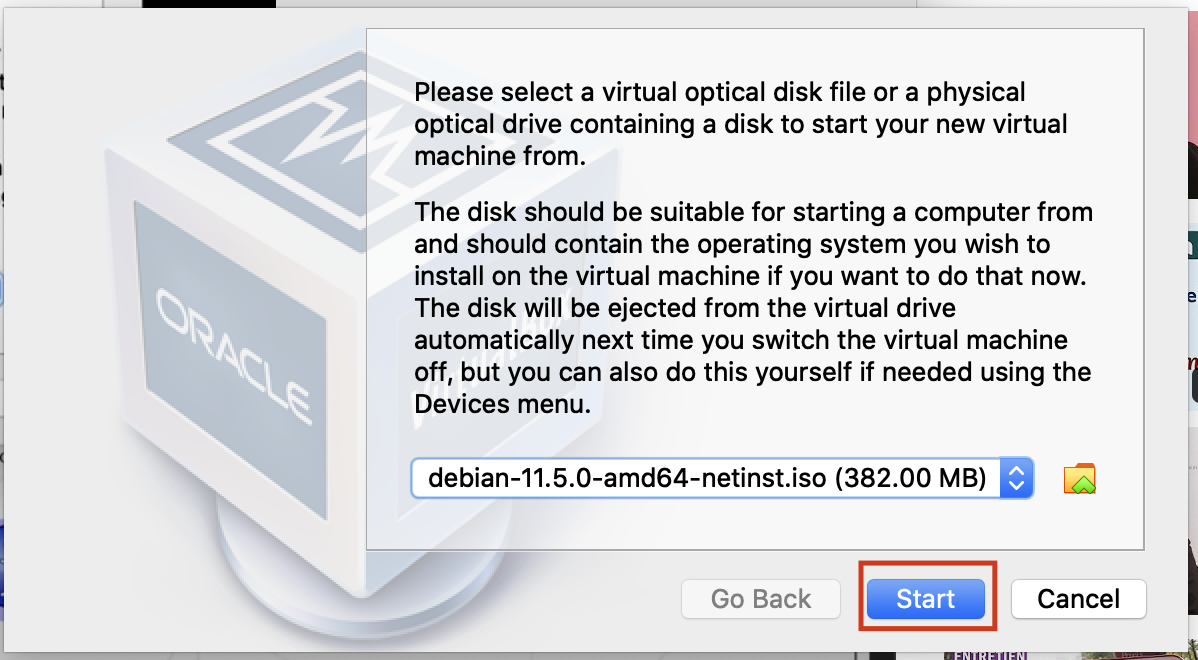 Please select a virtual optical disk file or a physical
optical drive containing a disk to start your new virtual
machine from.
The disk should be suitable for starting a computer from
and should contain the operating system you wish to
install on the virtual machine if you want to do that now.
The disk will be ejected from the virtual drive
automatically next time you switch the virtual machine
off, but you can also do this yourself if needed using the
Devices menu.
ORACLE
VirtualBox
debian-11.5.0-amd64-netinst.iso (382.00 MB)
Go Back
Start
Cancel
ENTRETIEN